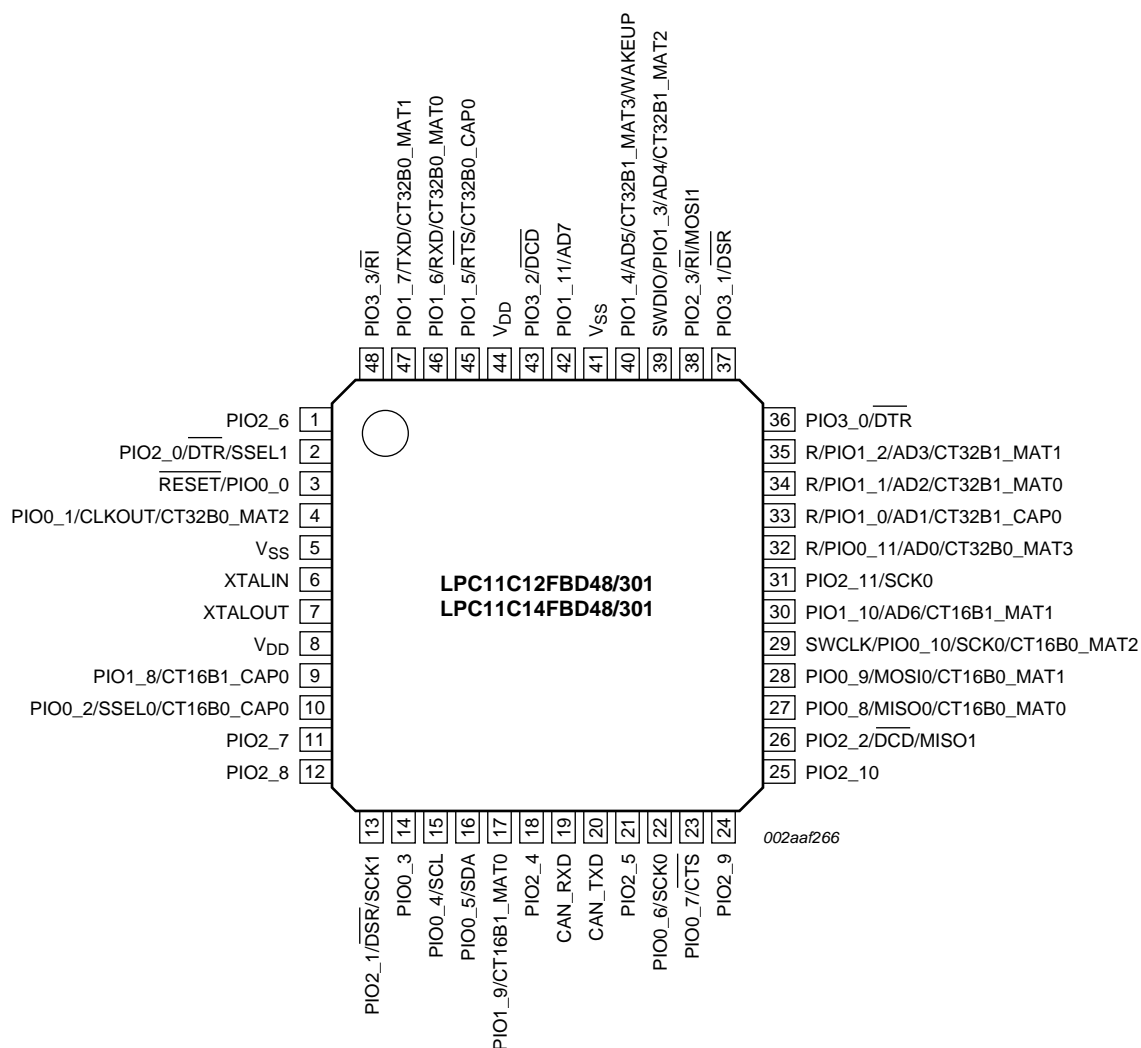 PIO3_3/RI
PIO1_7/TXD/CT32B0_MAT1
PIO1_6/RXD/CT32B0_MAT0
PIO1_5/RTS/CT32B0_CAP0
VDD
PIO3_2/DCD
PIO1_11/AD7
VSS
PIO1_4/AD5/CT32B1_MAT3/WAKEUP
SWDIO/PIO1_3/AD4/CT32B1_MAT2
PIO2_3/RI/MOSI1
PIO3_1/DSR
48 47 46 45 44 43 42 41 40 39 38 37
PIO2_6 1
PIO2_0/DTR/SSEL1 2
RESET/PIO0_0 3
PIO0_1/CLKOUT/CT32B0_MAT2 4
VSS 5
XTALIN 6
XTALOUT 7
VDD 8
PIO1_8/CT16B1_CAP0 9
PIO0_2/SSEL0/CT16B0_CAP0 10
PIO2_7 11
PIO2_8 12
LPC11C12FBD48/301
LPC11C14FBD48/301
36 PIO3_0/DTR
35 R/PIO1_2/AD3/CT32B1_MAT1
34 R/PIO1_1/AD2/CT32B1_MAT0
33 R/PIO1_0/AD1/CT32B1_CAP0
32 R/PIO0_11/AD0/CT32B0_MAT3
31 PIO2_11/SCK0
30 PIO1_10/AD6/CT16B1_MAT1
29 SWCLK/PIO0_10/SCK0/CT16B0_MAT2
28 PIO0_9/MOSI0/CT16B0_MAT1
27 PIO0_8/MISO0/CT16B0_MAT0
26 PIO2_2/DCD/MISO1
25 PIO2_10
13 14 15 16 17 18 19 20 21 22 23 24
PIO2_1/DSR/SCK1
PIO0_3
PIO0_4/SCL
PIO0_5/SDA
PIO1_9/CT16B1_MAT0
PIO2_4
CAN_RXD
CAN_TXD
PIO2_5
PIO0_6/SCK0
PIO0_7/CTS
PIO2_9
002aaf266